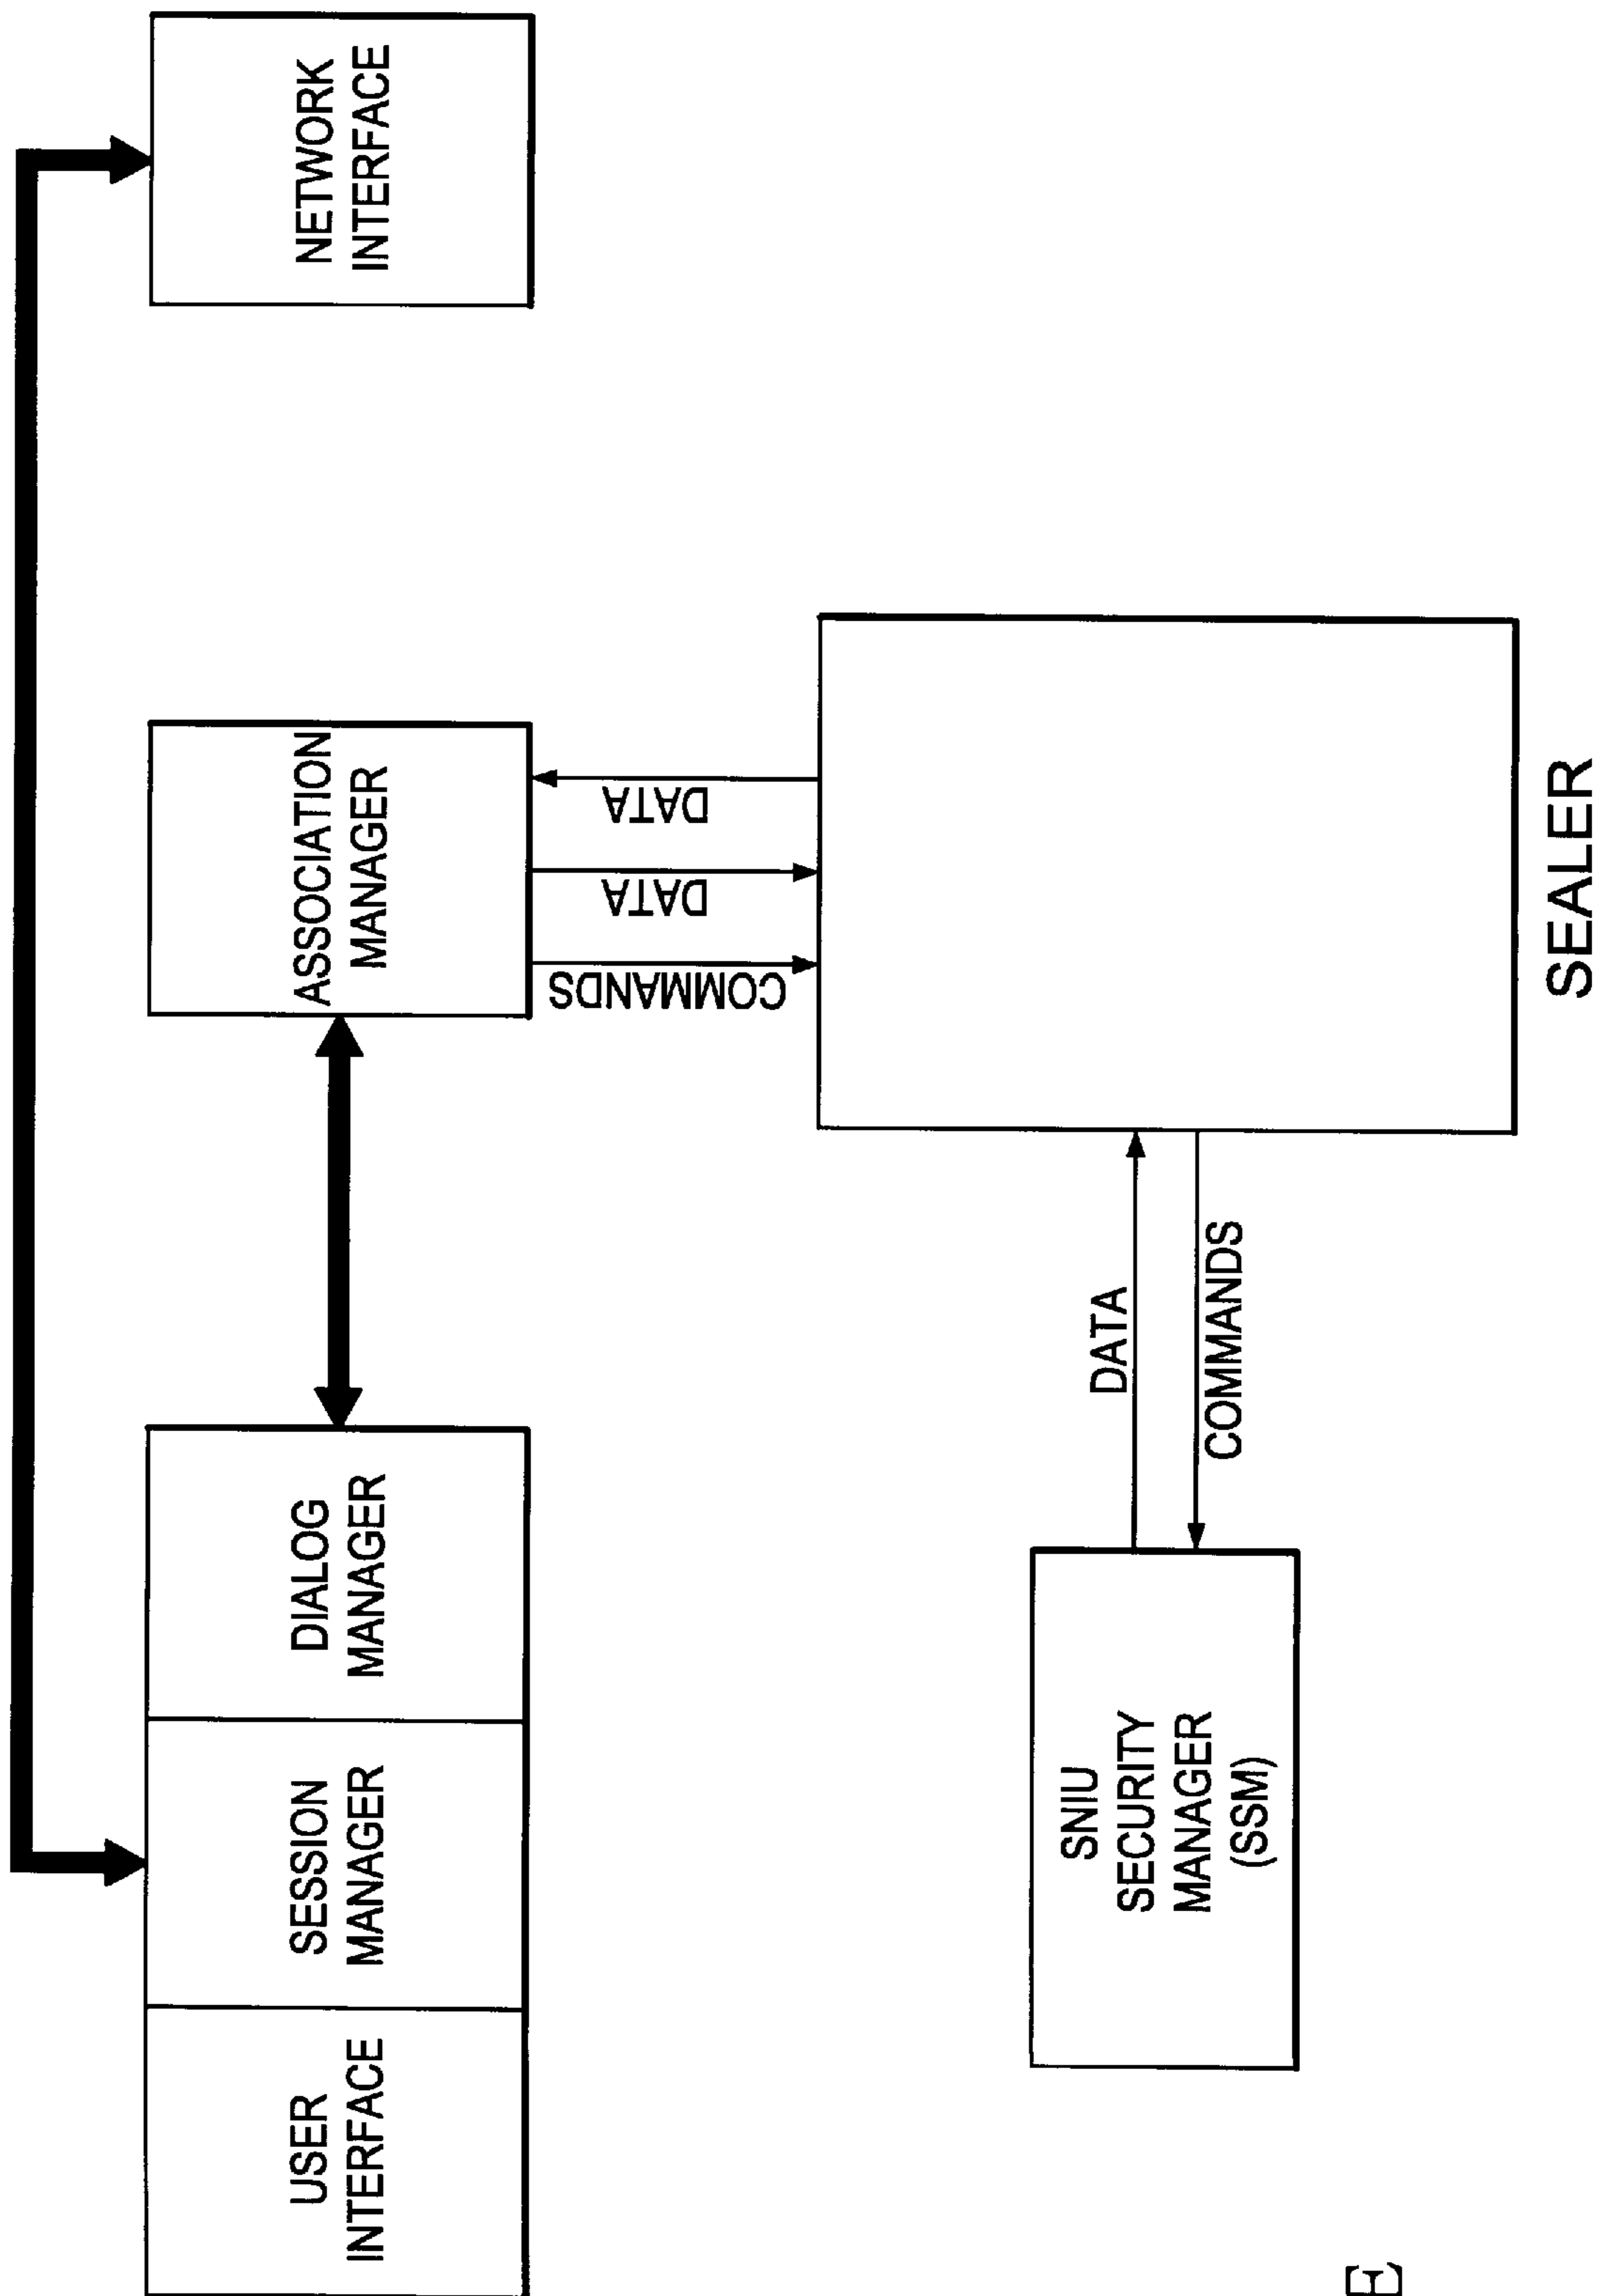 USER
INTERFACE
SESSION
MANAGER
DIALOG
MANAGER
ASSOCIATION
MANAGER
NETWORK
INTERFACE
COMMANDS
DATA
DATA
DATA
COMMANDS
SNIU
SECURITY
MANAGER
(SSM)
SEALER
E